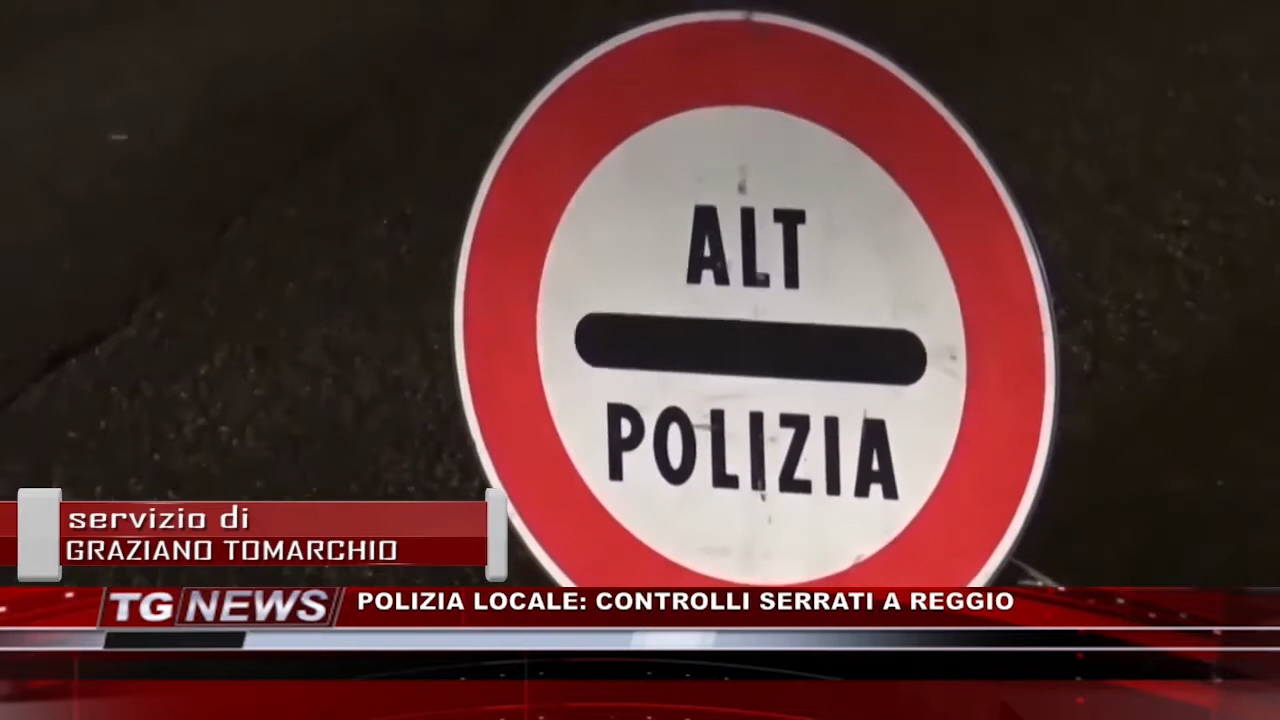 ALT
POLIZIA
servizio di
GRAZIANO TOMARCHIO
TG NEWS
POLIZIA LOCALE: CONTROLLI SERRATI A REGGIO